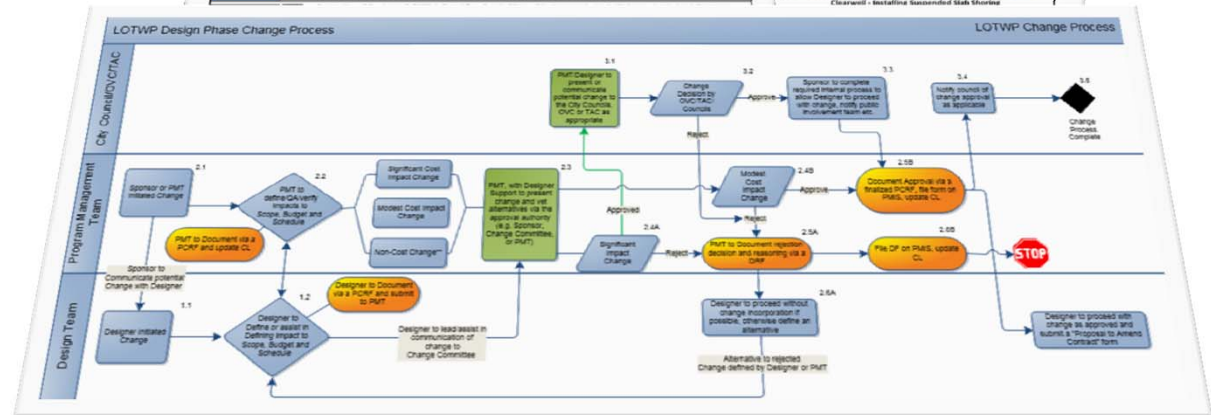 Clearwell - Installing Suspended Slab Shoring
LOTWP Design Phase Change Process
LOTWP Change Process
City Council/OVC/TAC
3.1
PMT/Designer to
present or
communicate
potential change to
the City Councils,
OVC or TAC as
appropriate
3.2
Change
Decision by
OVC/TAC/
Councils
Approve
Reject
3.3
Sponsor to complete
required internal process to
allow Designer to proceed
with change, notify public
involvement team etc.
3.4
Notify council of
change approval
as applicable
3.5
Change
Process
Complete
Program Management
Team
2.1
Sponsor or PMT
Initiated Change
2.2
PMT to
define/QA/verify
impacts to
Scope, Budget and
Schedule
PMT to Document via a
PCRF and update CL
Significant Cost
Impact Change
Modest Cost Impact
Change
Non-Cost Change**
2.3
PMT, with Designer
Support to present
change and vet
alternatives via the
approval authority
(e.g. Sponsor,
Change Committee,
or PMT)
Approved
2.4A
Significant
Impact
Change
Reject
2.4B
Modest
Cost
Impact
Change
Approve
Reject
2.5B
Document Approval via a
finalized PCRF, file form on
PMIS, update CL
2.5A
PMT to Document rejection
decision and reasoning via a
DRF
2.6B
File DF on PMIS, update
CL
STOP
Sponsor to
Communicate potential
Change with Designer
Design Team
1.1
Designer Initiated
Change
1.2
Designer to
Define or assist in
Defining impact to
Scope, Budget and
Schedule
Designer to Document
via a PCRF and submit
to PMT
Designer to lead/assist in
communication of
change to
Change Committee
2.6A
Designer to proceed without
change incorporation if
possible, otherwise define an
alternative
Alternative to rejected
Change defined by Designer or PMT
Designer to proceed with
change as approved and
submit a "Proposal to Amend
Contract" form